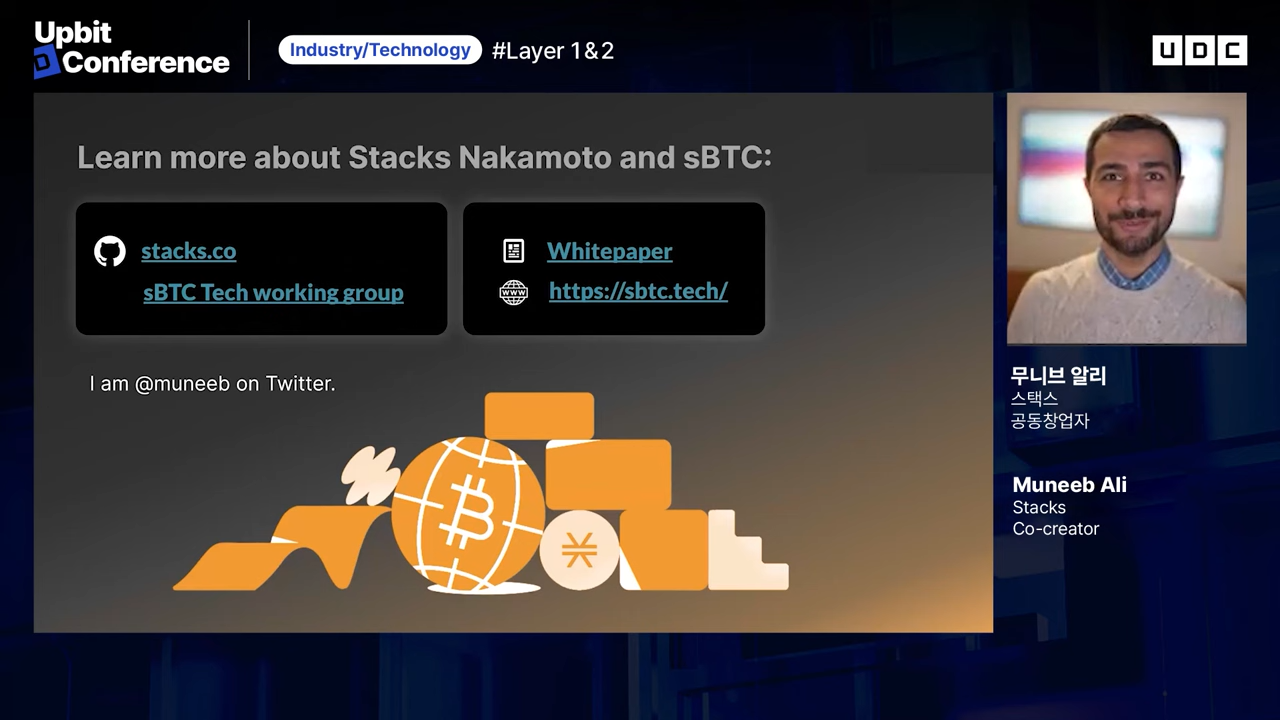 Upbit
D Conference
Industry/Technology #Layer 1&2
UDC
Learn more about Stacks Nakamoto and sBTC:
stacks.co
sBTC Tech working group
Whitepaper
www https://sbtc.tech/
I am @muneeb on Twitter.
무니브 알리
스택스
공동창업자
Muneeb Ali
Stacks
Co-creator